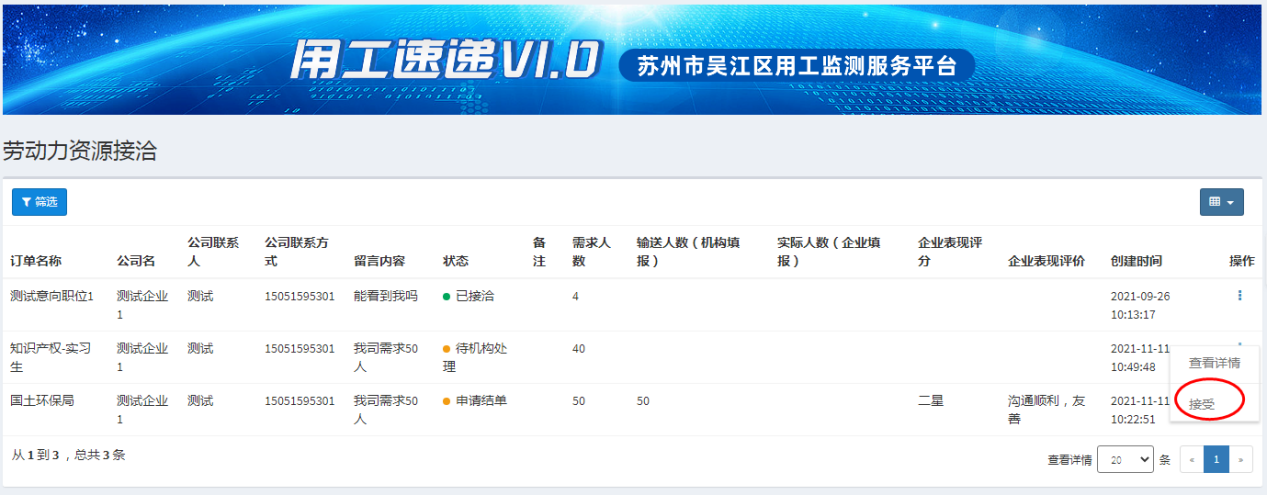 用工速递V1.0 苏州市吴江区用工监测服务平台
劳动力资源接洽
筛选
订单名称 公司名 公司联系人 公司联系方式 留言内容 状态 备注 需求人数 输送人数（机构填报） 实际人数（企业填报） 企业表现评分 企业表现评价 创建时间 操作
测试意向职位1 测试企业1 测试 15051595301 能看到我吗 已接洽 4 2021-09-26 10:13:17
知识产权-实习生 测试企业1 测试 15051595301 我司需求50人 待机构处理 40 2021-11-11 10:49:48
查看详情
接受
国土环保局 测试企业1 测试 15051595301 我司需求50人 申请结单 50 50 二星 沟通顺利，友善 2021-11-11 10:22:51
从 1 到 3 ，总共 3 条
查看详情 20 条 « 1 »